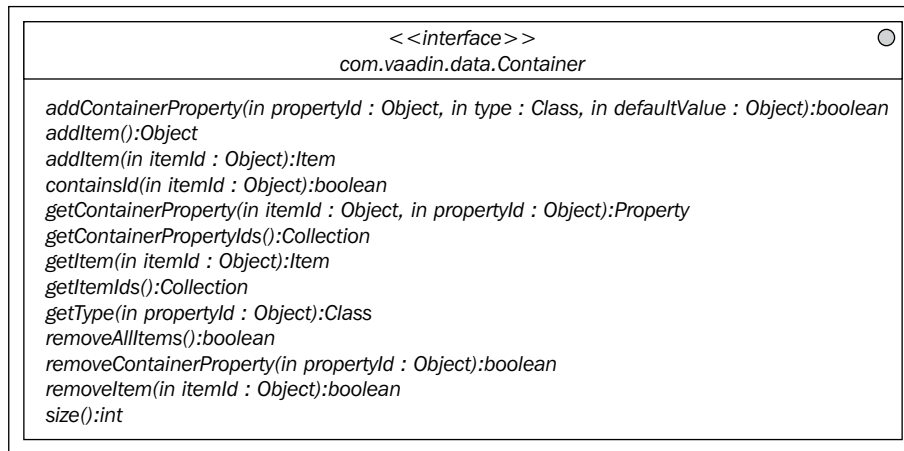 <<interface>>
com.vaadin.data.Container
addContainerProperty(in propertyId : Object, in type : Class, in defaultValue : Object):boolean
addItem():Object
addItem(in itemId : Object):Item
containsId(in itemId : Object):boolean
getContainerProperty(in itemId : Object, in propertyId : Object):Property
getContainerPropertyIds():Collection
getItem(in itemId : Object):Item
getItemIds():Collection
getType(in propertyId : Object):Class
removeAllItems():boolean
removeContainerProperty(in propertyId : Object):boolean
removeItem(in itemId : Object):boolean
size():int